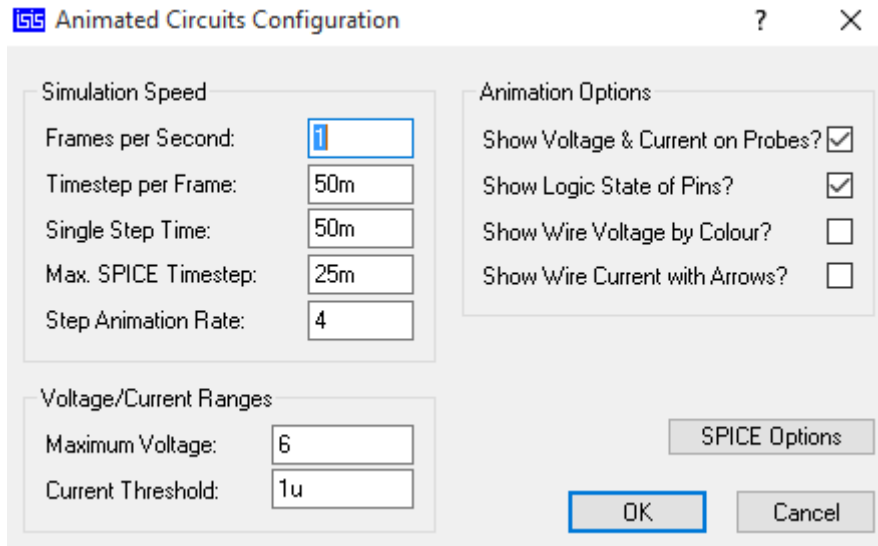 isis Animated Circuits Configuration ?
Simulation Speed
Frames per Second: 1
Timestep per Frame: 50m
Single Step Time: 50m
Max. SPICE Timestep: 25m
Step Animation Rate: 4
Voltage/Current Ranges
Maximum Voltage: 6
Current Threshold: 1u
Animation Options
Show Voltage & Current on Probes?
Show Logic State of Pins?
Show Wire Voltage by Colour?
Show Wire Current with Arrows?
SPICE Options
OK Cancel